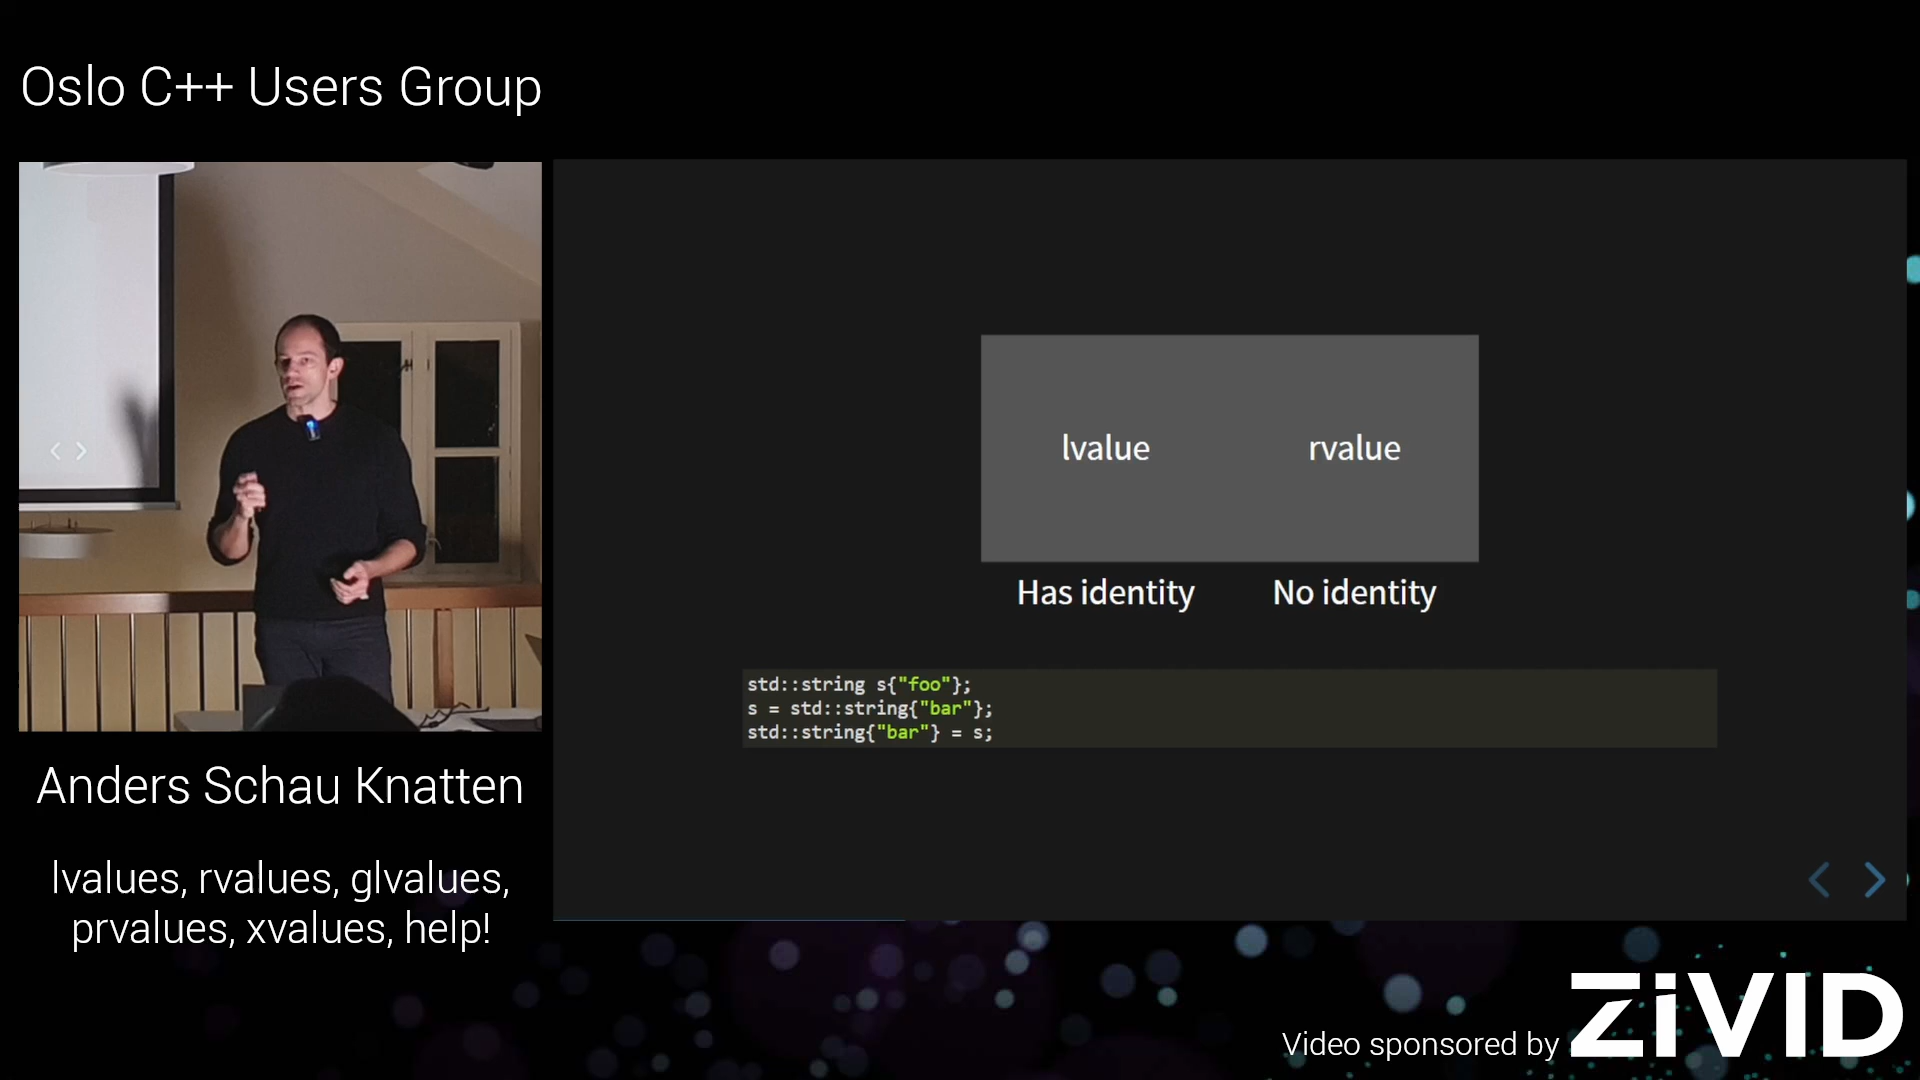 Oslo C++ Users Group
lvalue rvalue
Has identity No identity
std::string s{"foo"};
s = std::string{"bar"};
std::string{"bar"} = s;
Anders Schau Knatten
lvalues, rvalues, glvalues,
prvalues, xvalues, help!
Video sponsored by ZiVID